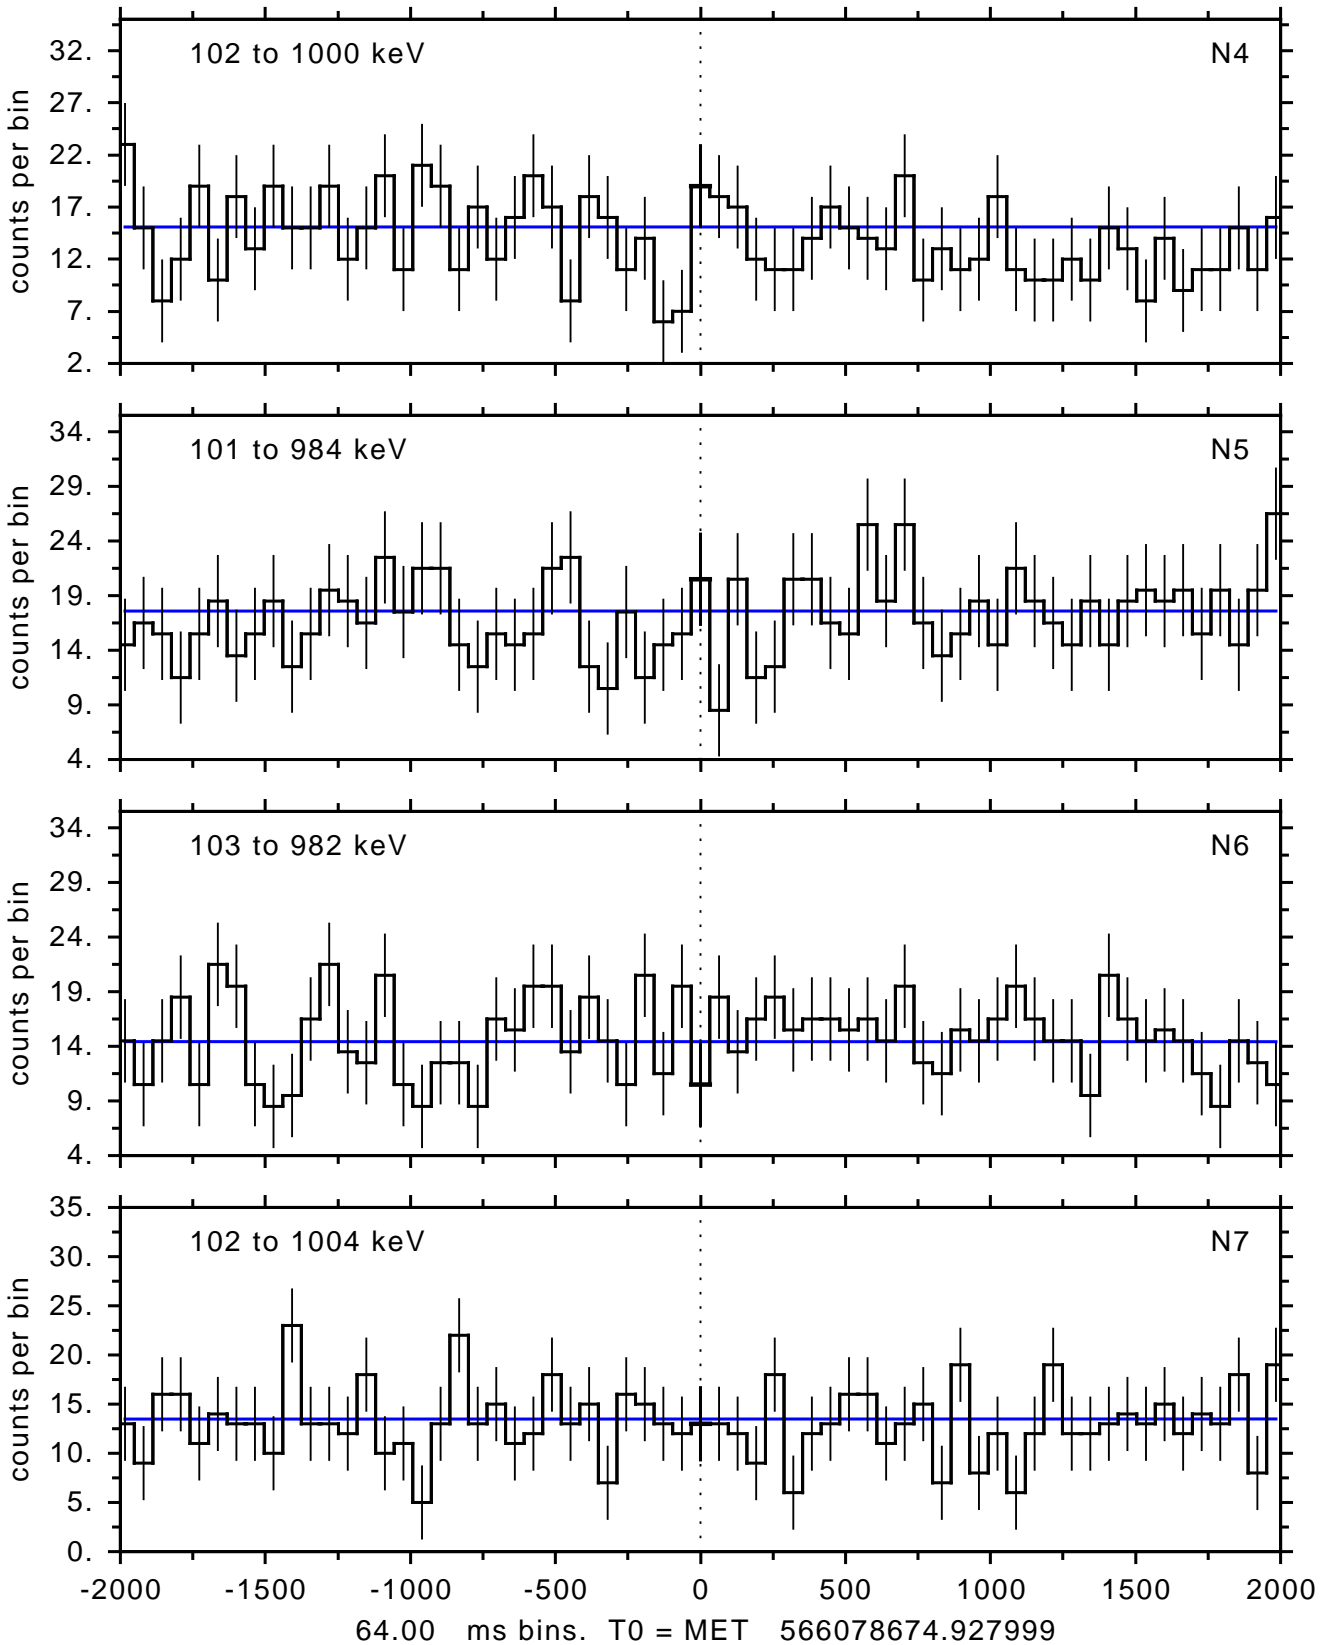 102 to 1000 keV N4
counts per bin
32.
27.
22.
17.
12.
7.
2.
101 to 984 keV N5
counts per bin
34.
29.
24.
19.
14.
9.
4.
103 to 982 keV N6
counts per bin
34.
29.
24.
19.
14.
9.
4.
102 to 1004 keV N7
counts per bin
35.
30.
25.
20.
15.
10.
5.
0.
-2000 -1500 -1000 -500 0 500 1000 1500 2000
64.00 ms bins. T0 = MET 566078674.927999